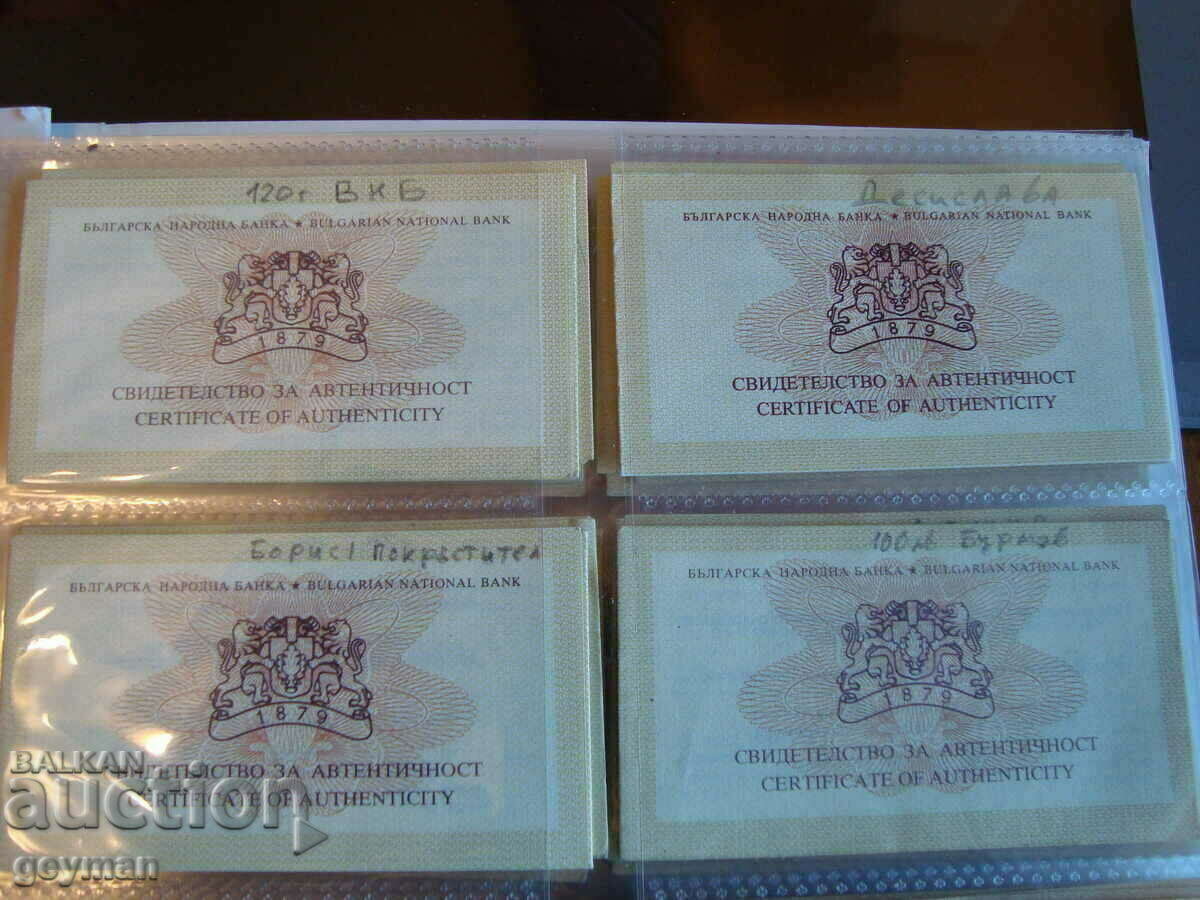 120г ВНБ
БЪЛГАРСКА НАРОДНА БАНКА ★ BULGARIAN NATIONAL BANK
1879
СВИДЕТЕЛСТВО ЗА АВТЕНТИЧНОСТ
CERTIFICATE OF AUTHENTICITY
Десислава
БЪЛГАРСКА НАРОДНА БАНКА ★ BULGARIAN NATIONAL BANK
1879
СВИДЕТЕЛСТВО ЗА АВТЕНТИЧНОСТ
CERTIFICATE OF AUTHENTICITY
Борис I Покръстител
БЪЛГАРСКА НАРОДНА БАНКА ★ BULGARIAN NATIONAL BANK
1879
СВИДЕТЕЛСТВО ЗА АВТЕНТИЧНОСТ
CERTIFICATE OF AUTHENTICITY
100лв Бурмов
БЪЛГАРСКА НАРОДНА БАНКА ★ BULGARIAN NATIONAL BANK
1879
СВИДЕТЕЛСТВО ЗА АВТЕНТИЧНОСТ
CERTIFICATE OF AUTHENTICITY
BALKAN
auction
geyman